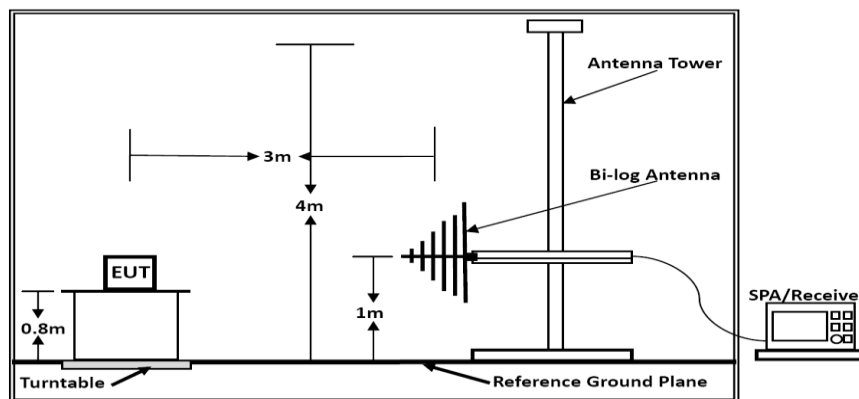 Antenna Tower
3m
Bi-log Antenna
4m
EUT
SPA/Receive
0.8m
1m
Turntable
Reference Ground Plane